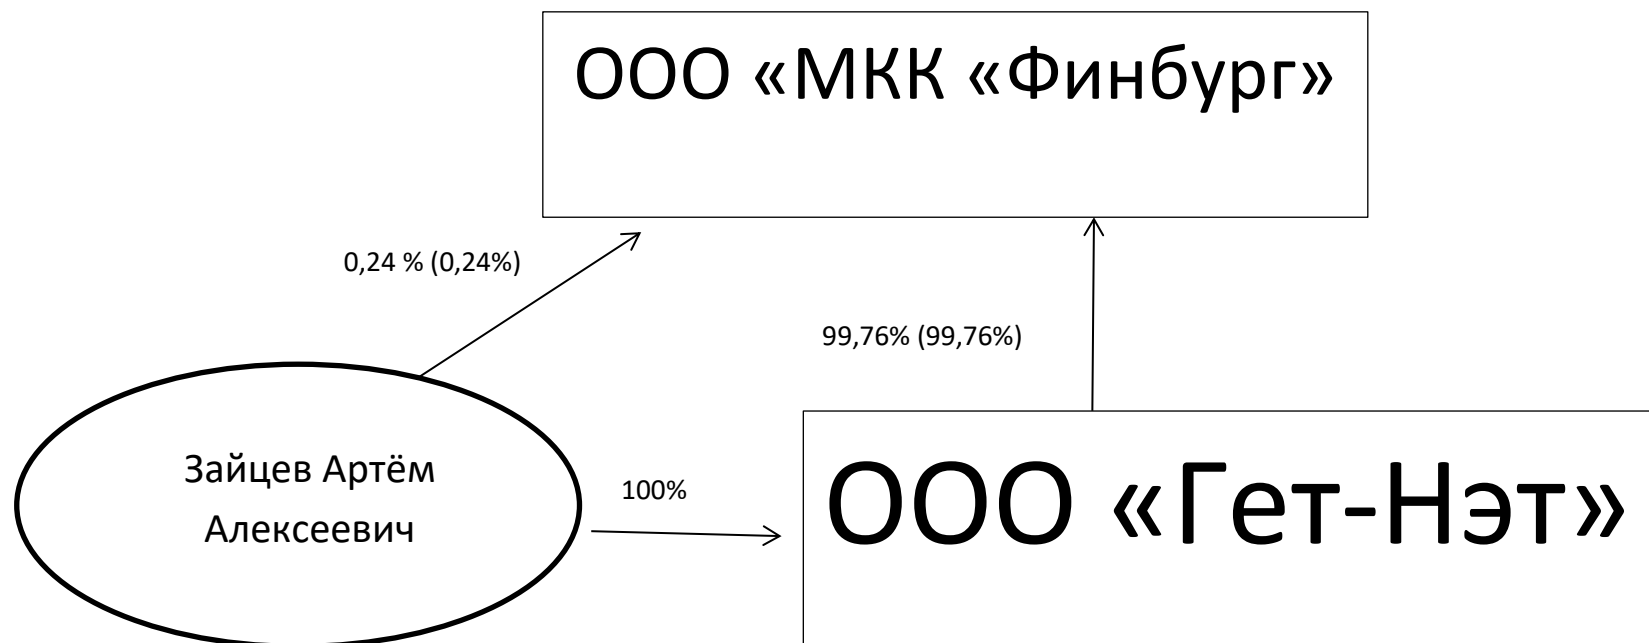 ООО «МКК «Финбург»
0,24 % (0,24%)
99,76% (99,76%)
Зайцев Артём
Алексеевич
100%
ООО «Гет-Нэт»